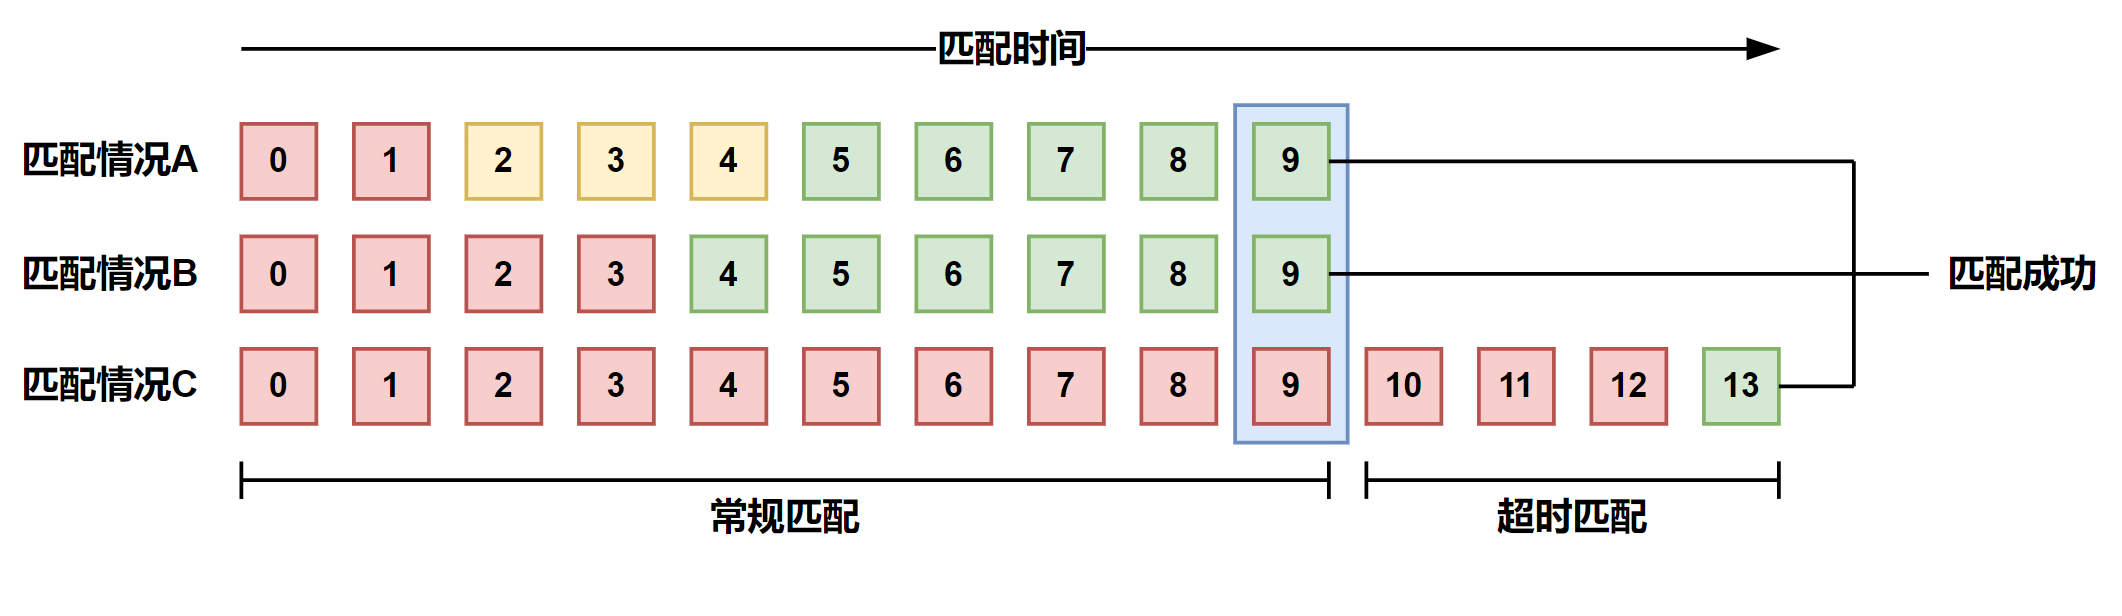 匹配时间
匹配情况A 0 1 2 3 4 5 6 7 8 9
匹配情况B 0 1 2 3 4 5 6 7 8 9 匹配成功
匹配情况C 0 1 2 3 4 5 6 7 8 9 10 11 12 13
常规匹配 超时匹配